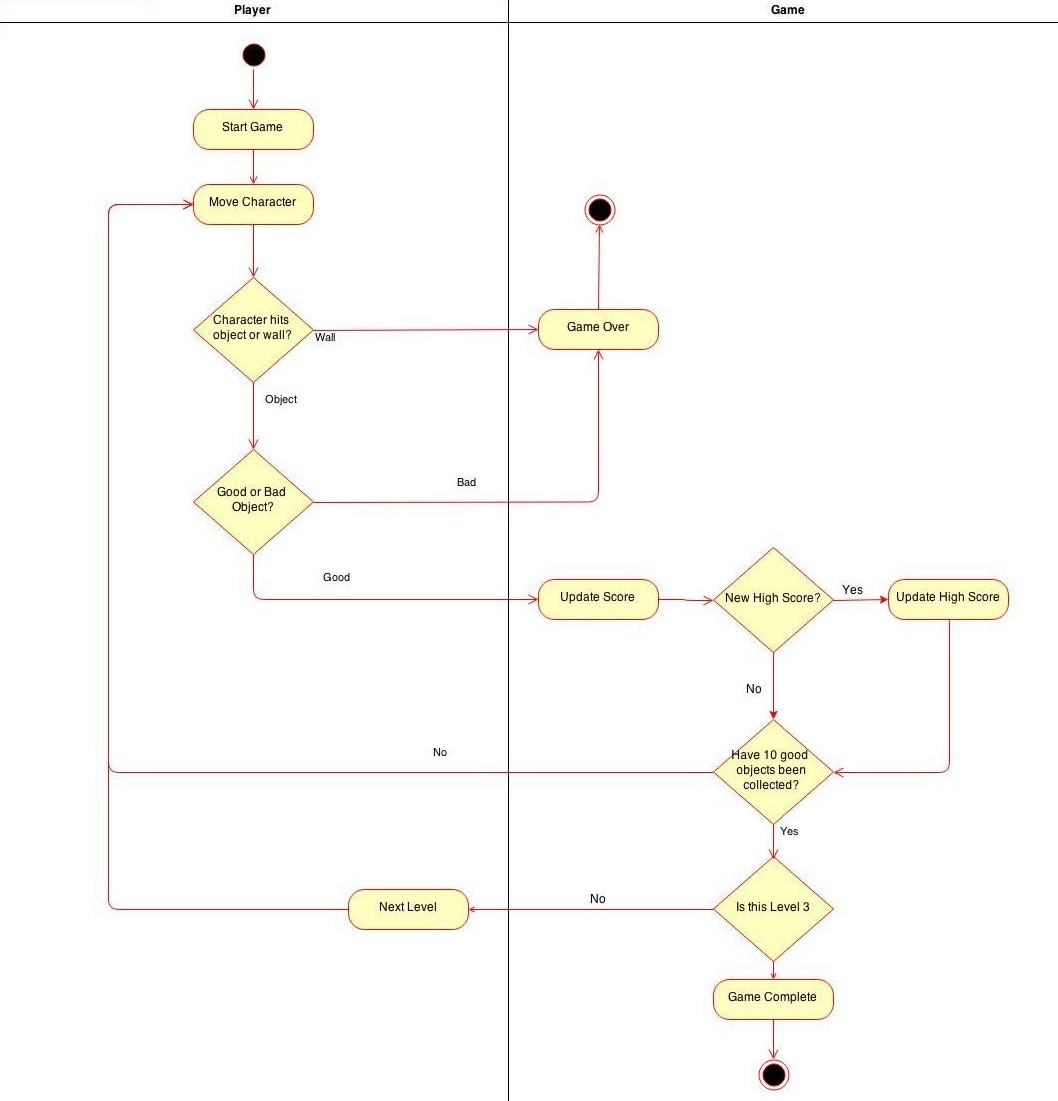 Player
Game
Start Game
Move Character
Character hits
object or wall?
Wall
Game Over
Object
Good or Bad
Object?
Bad
Good
Update Score
New High Score?
Yes
Update High Score
No
Have 10 good
objects been
collected?
No
Yes
Is this Level 3
No
Next Level
Game Complete